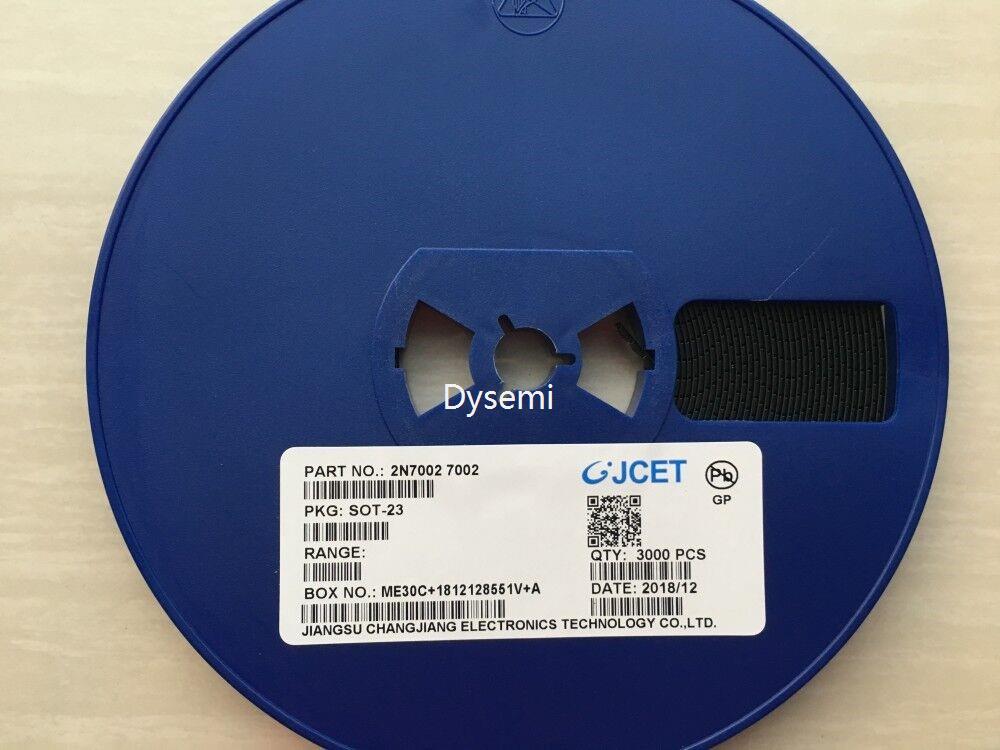 Dysemi
PART NO.: 2N7002 7002
JCET
Pb
GP
PKG: SOT-23
RANGE:
QTY: 3000 PCS
BOX NO.: ME30C+1812128551V+A
DATE: 2018/12
JIANGSU CHANGJIANG ELECTRONICS TECHNOLOGY CO.,LTD.